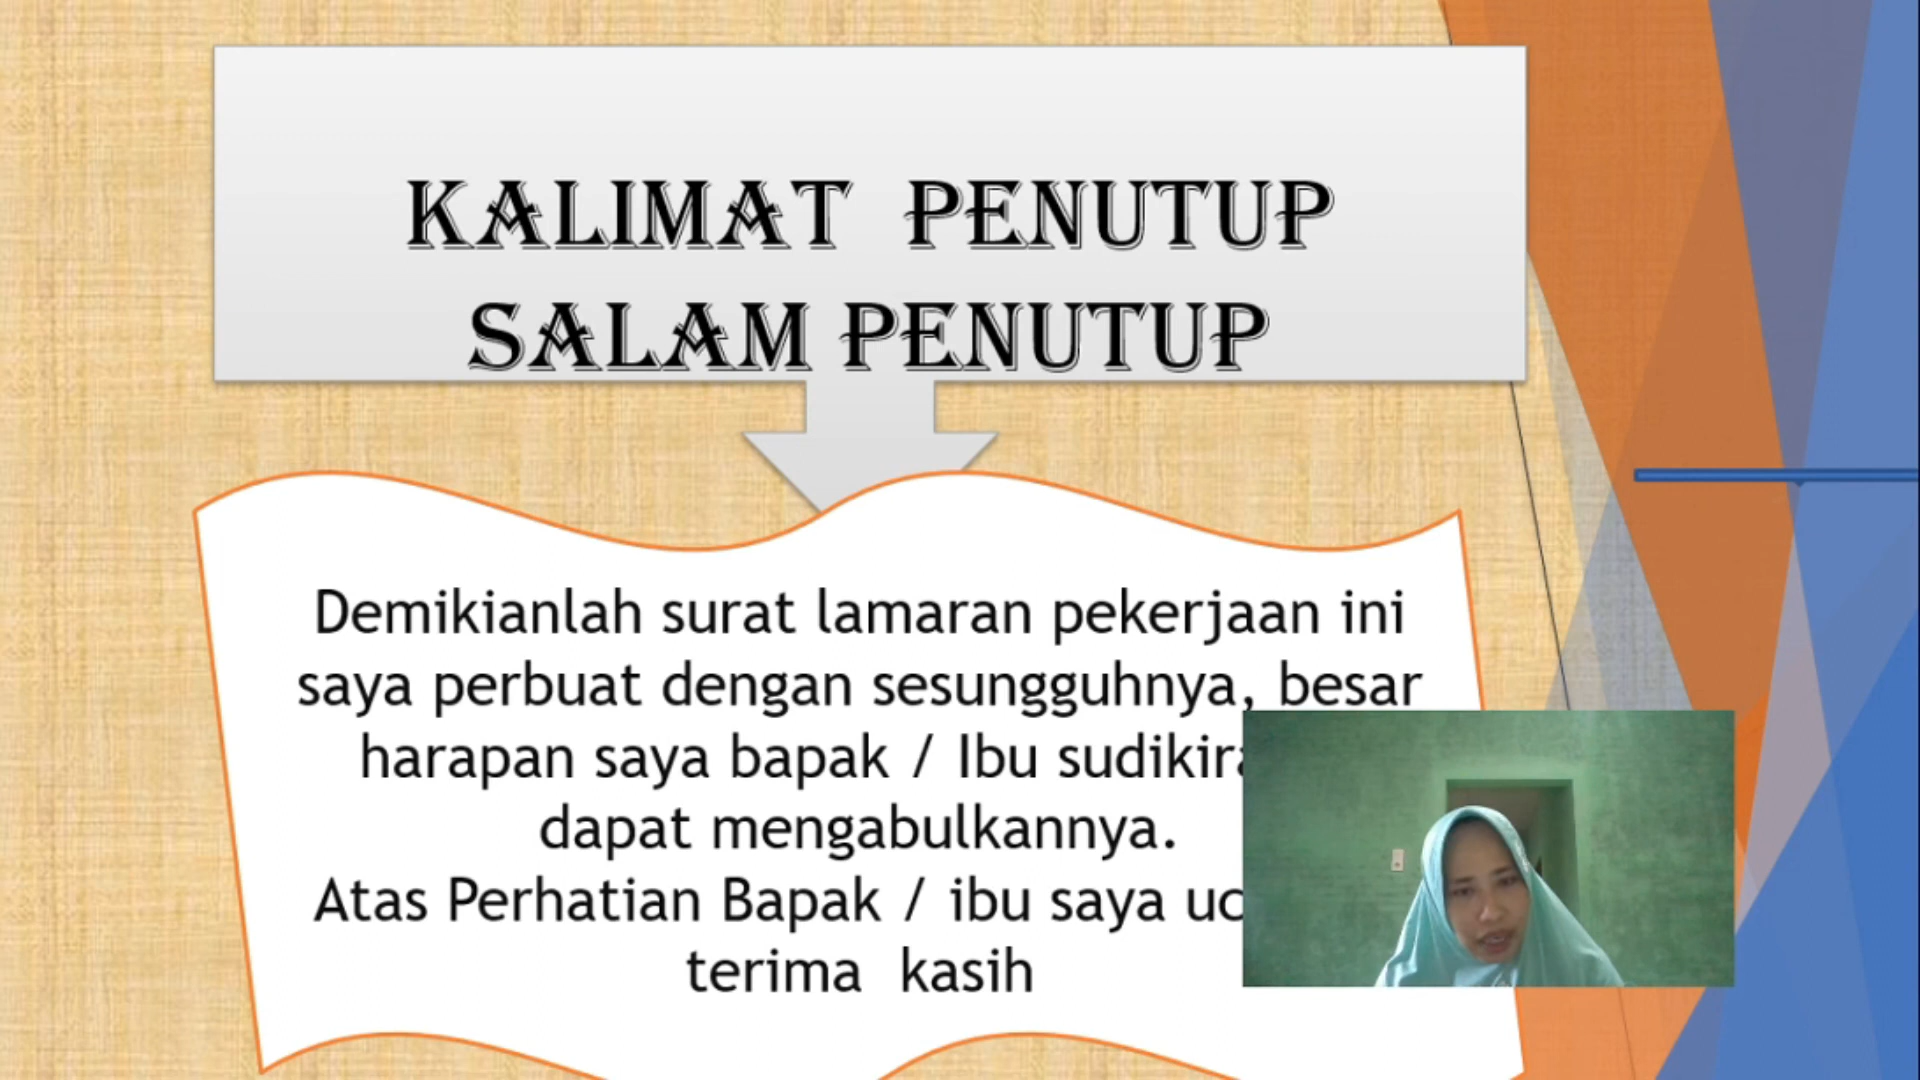 KALIMAT PENUTUP
SALAM PENUTUP
Demikianlah surat lamaran pekerjaan ini
saya perbuat dengan sesungguhnya, besar
harapan saya bapak / Ibu
dapat mengabulkannya.
Atas Perhatian Bapak / ibu saya
terima kasih